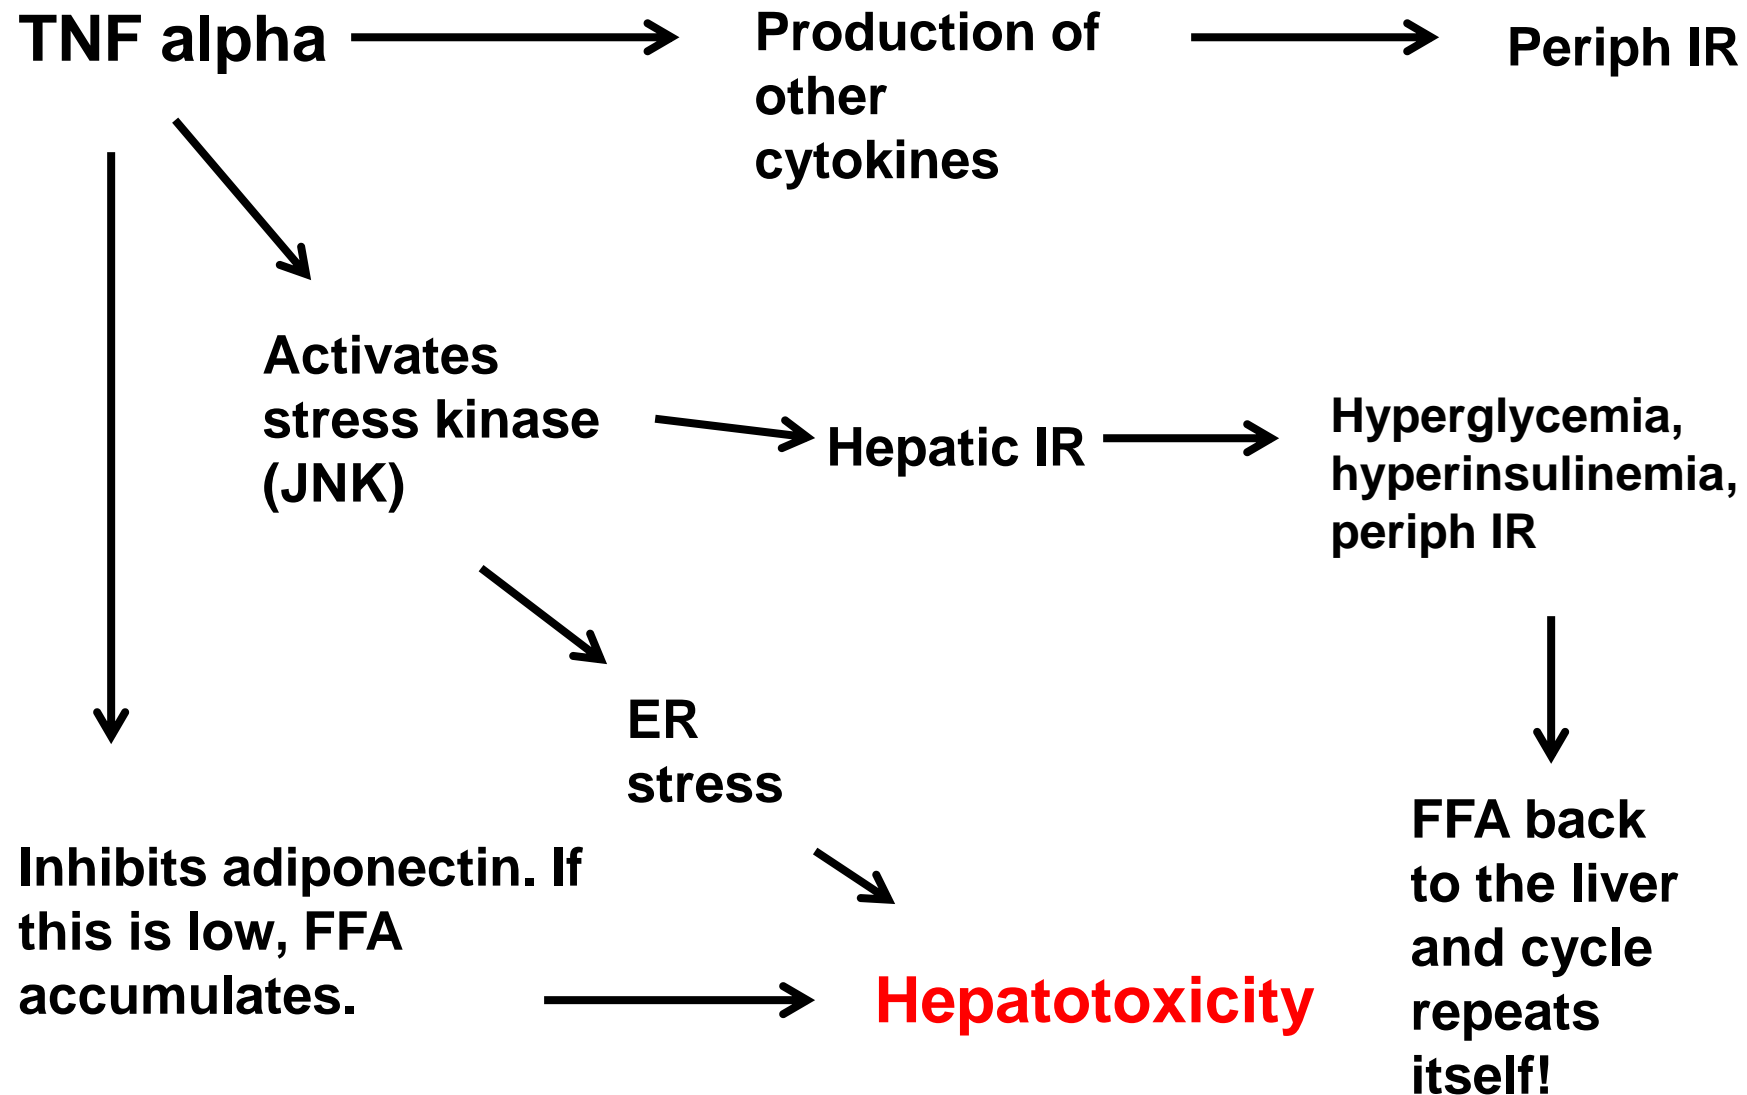 TNF alpha
Production of
other
cytokines
Periph IR
Activates
stress kinase
(JNK)
Hepatic IR
Hyperglycemia,
hyperinsulinemia,
periph IR
ER
stress
Inhibits adiponectin. If
this is low, FFA
accumulates.
Hepatotoxicity
FFA back
to the liver
and cycle
repeats
itself!